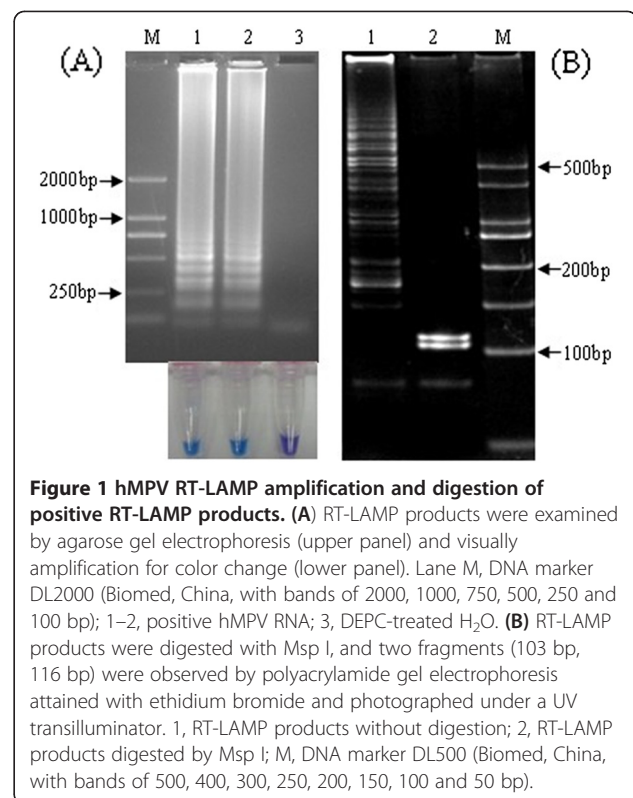 M 1 2 3
(A)
2000bp
1000bp
250bp
1 2 M
(B)
500bp
200bp
100bp
Figure 1 hMPV RT-LAMP amplification and digestion of
positive RT-LAMP products. (A) RT-LAMP products were examined
by agarose gel electrophoresis (upper panel) and visually
amplification for color change (lower panel). Lane M, DNA marker
DL2000 (Biomed, China, with bands of 2000, 1000, 750, 500, 250 and
100 bp); 1–2, positive hMPV RNA; 3, DEPC-treated H₂O. (B) RT-LAMP
products were digested with Msp I, and two fragments (103 bp,
116 bp) were observed by polyacrylamide gel electrophoresis
attained with ethidium bromide and photographed under a UV
transilluminator. 1, RT-LAMP products without digestion; 2, RT-LAMP
products digested by Msp I; M, DNA marker DL500 (Biomed, China,
with bands of 500, 400, 300, 250, 200, 150, 100 and 50 bp).